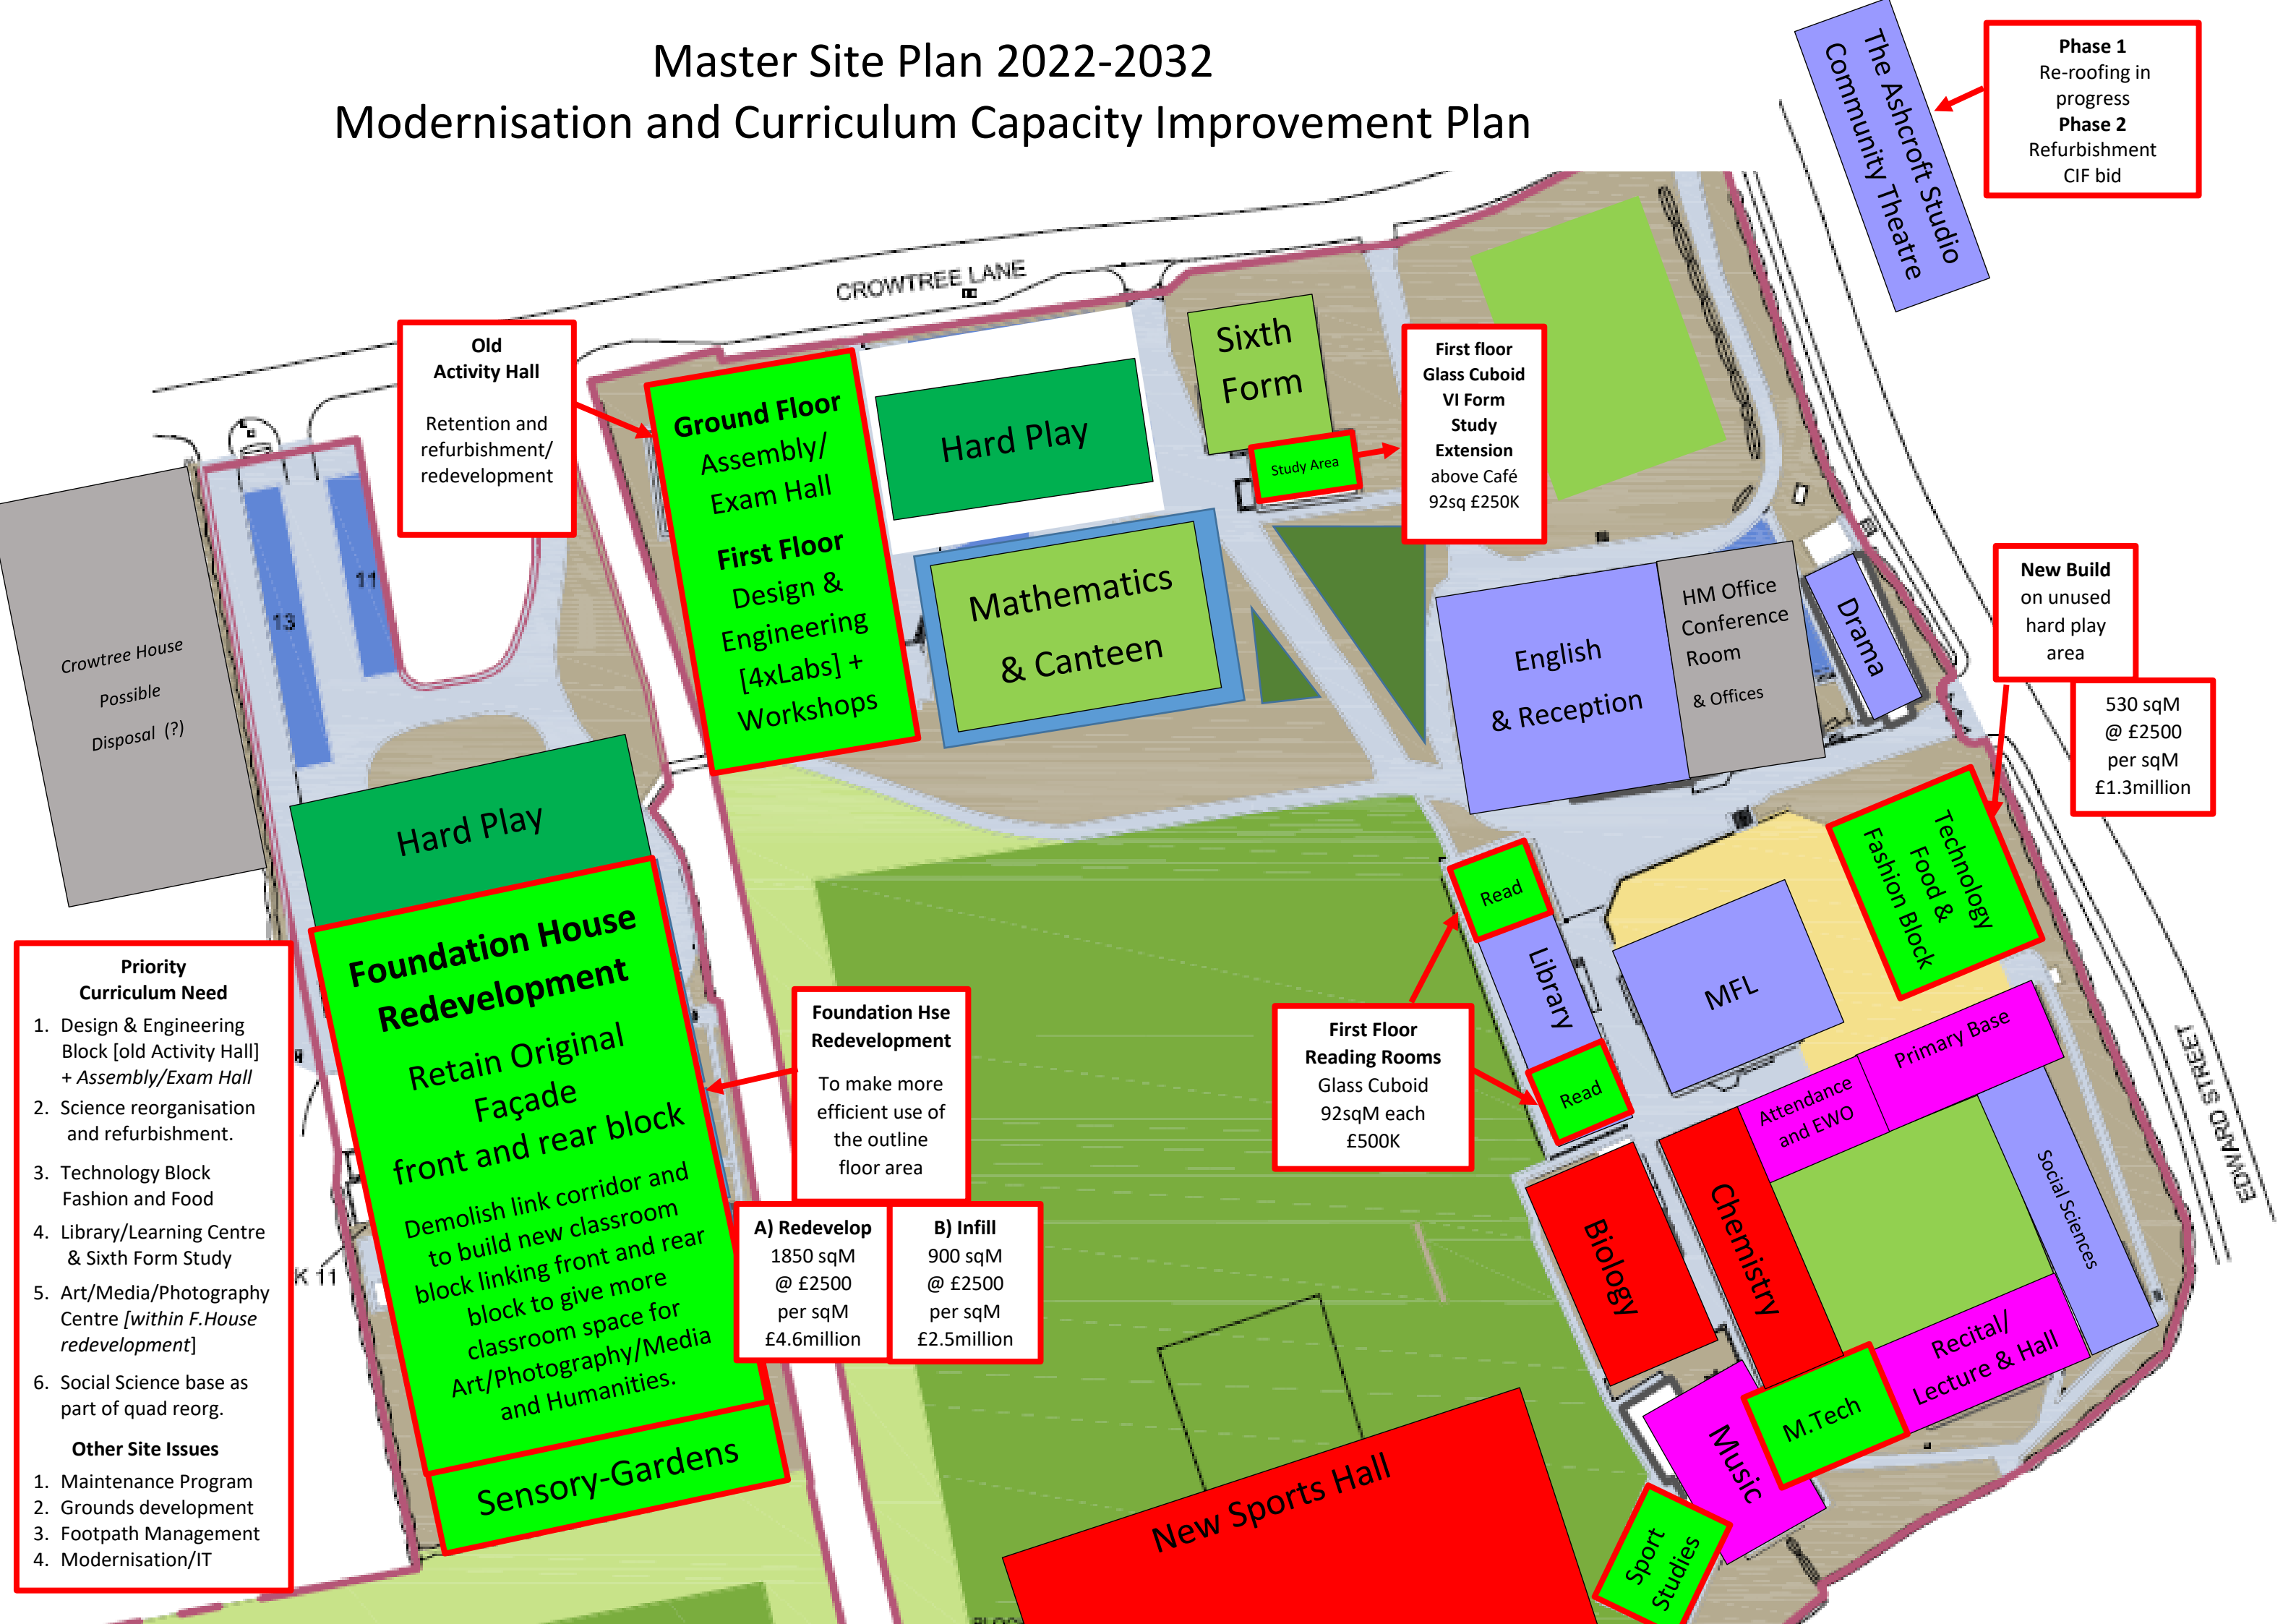 Master Site Plan 2022-2032
Modernisation and Curriculum Capacity Improvement Plan
The Ashcroft Studio
Community Theatre
Phase 1
Re-roofing in
progress
Phase 2
Refurbishment
CIF bid
CROWTREE LANE
Old
Activity Hall
Retention and
refurbishment/
redevelopment
Ground Floor
Assembly/
Exam Hall
First Floor
Design &
Engineering
[4xLabs] +
Workshops
Hard Play
Sixth
Form
Study Area
First floor
Glass Cuboid
VI Form
Study
Extension
above Café
92sq £250K
Mathematics
& Canteen
English
& Reception
HM Office
Conference
Room
& Offices
Drama
New Build
on unused
hard play
area
530 sqM
@ £2500
per sqM
£1.3million
Crowtree House
Possible
Disposal (?)
13
11
Hard Play
Foundation House
Redevelopment
Retain Original
Façade
front and rear block
Demolish link corridor and
to build new classroom
block linking front and rear
block to give more
classroom space for
Art/Photography/Media
and Humanities.
Sensory-Gardens
Foundation Hse
Redevelopment
To make more
efficient use of
the outline
floor area
A) Redevelop
1850 sqM
@ £2500
per sqM
£4.6million
B) Infill
900 sqM
@ £2500
per sqM
£2.5million
Priority
Curriculum Need
1. Design & Engineering
Block [old Activity Hall]
+ Assembly/Exam Hall
2. Science reorganisation
and refurbishment.
3. Technology Block
Fashion and Food
4. Library/Learning Centre
& Sixth Form Study
5. Art/Media/Photography
Centre [within F.House
redevelopment]
6. Social Science base as
part of quad reorg.
Other Site Issues
1. Maintenance Program
2. Grounds development
3. Footpath Management
4. Modernisation/IT
K 11
Read
Library
Read
First Floor
Reading Rooms
Glass Cuboid
92sqM each
£500K
MFL
Technology
Food &
Fashion Block
Primary Base
Attendance
and EWO
Social Sciences
EDWARD STREET
Biology
Chemistry
Recital/
Lecture & Hall
M.Tech
Music
Sport
Studies
New Sports Hall